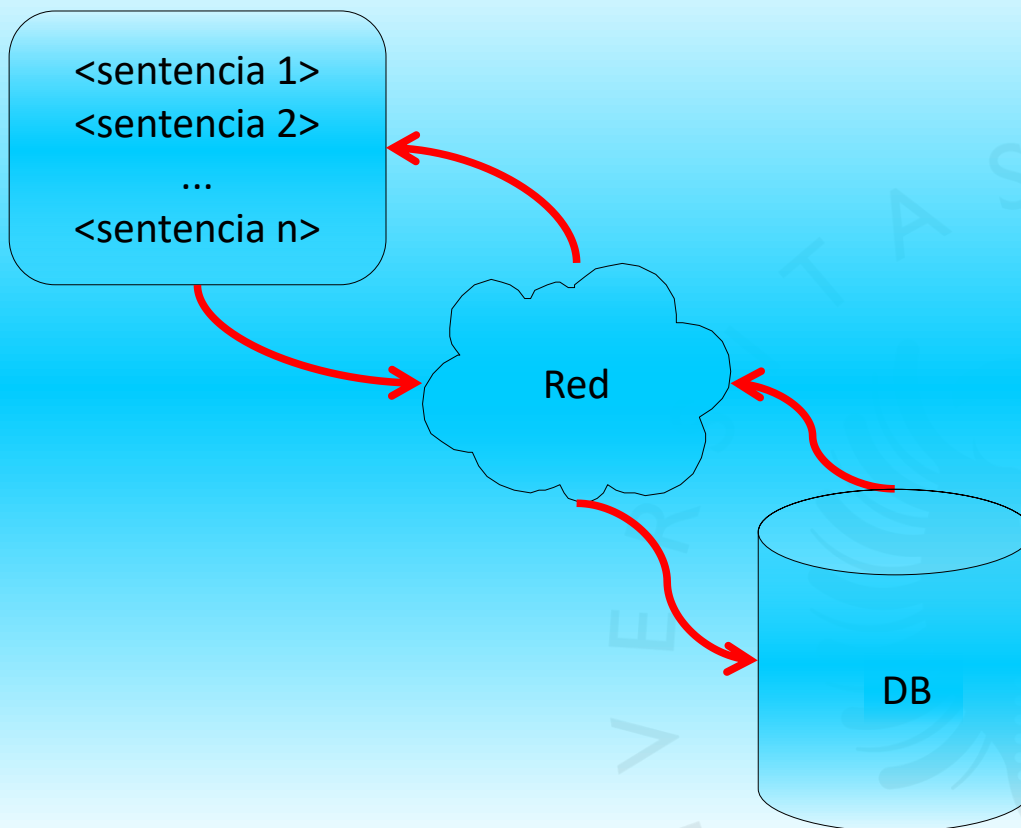 <sentencia 1>
<sentencia 2>
...
<sentencia n>
Red
DB